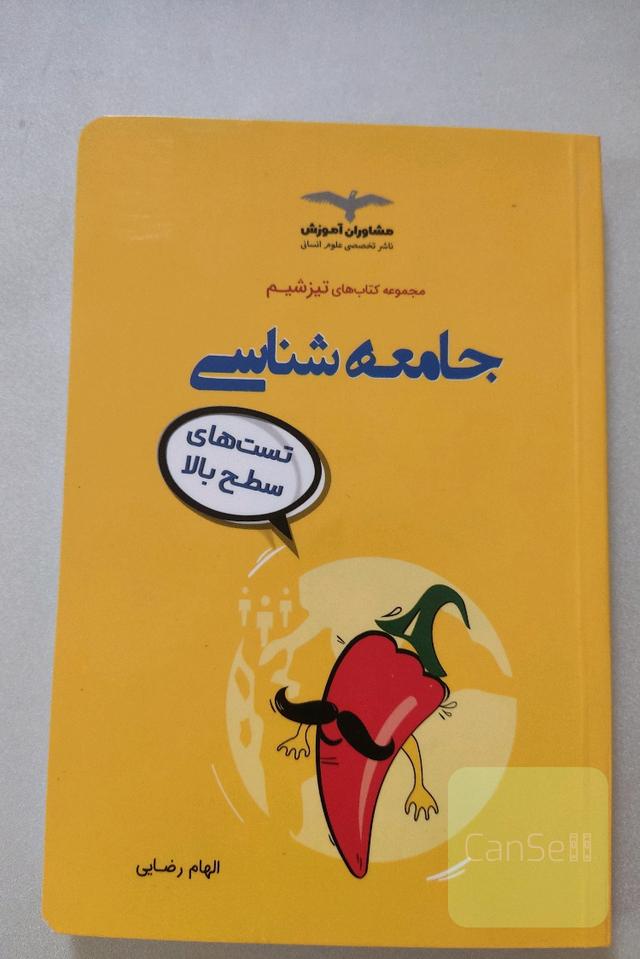 مشاوران آموزش
ناشر تخصصی علوم انسانی
مجموعه کتاب‌های تیزشیم
جامعه شناسی
تست‌های
سطح بالا
الهام رضایی
CanSell